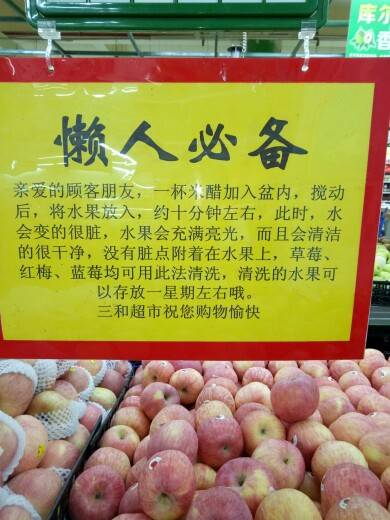 库尔
香
懒人必备
亲爱的顾客朋友，一杯米醋加入盆内，搅动
后，将水果放入，约十分钟左右，此时，水
会变的很脏，水果会充满亮光，而且会清洁
的很干净，没有脏点附着在水果上，草莓、
红梅、蓝莓均可用此法清洗，清洗的水果可
以存放一星期左右哦。
三和超市祝您购物愉快